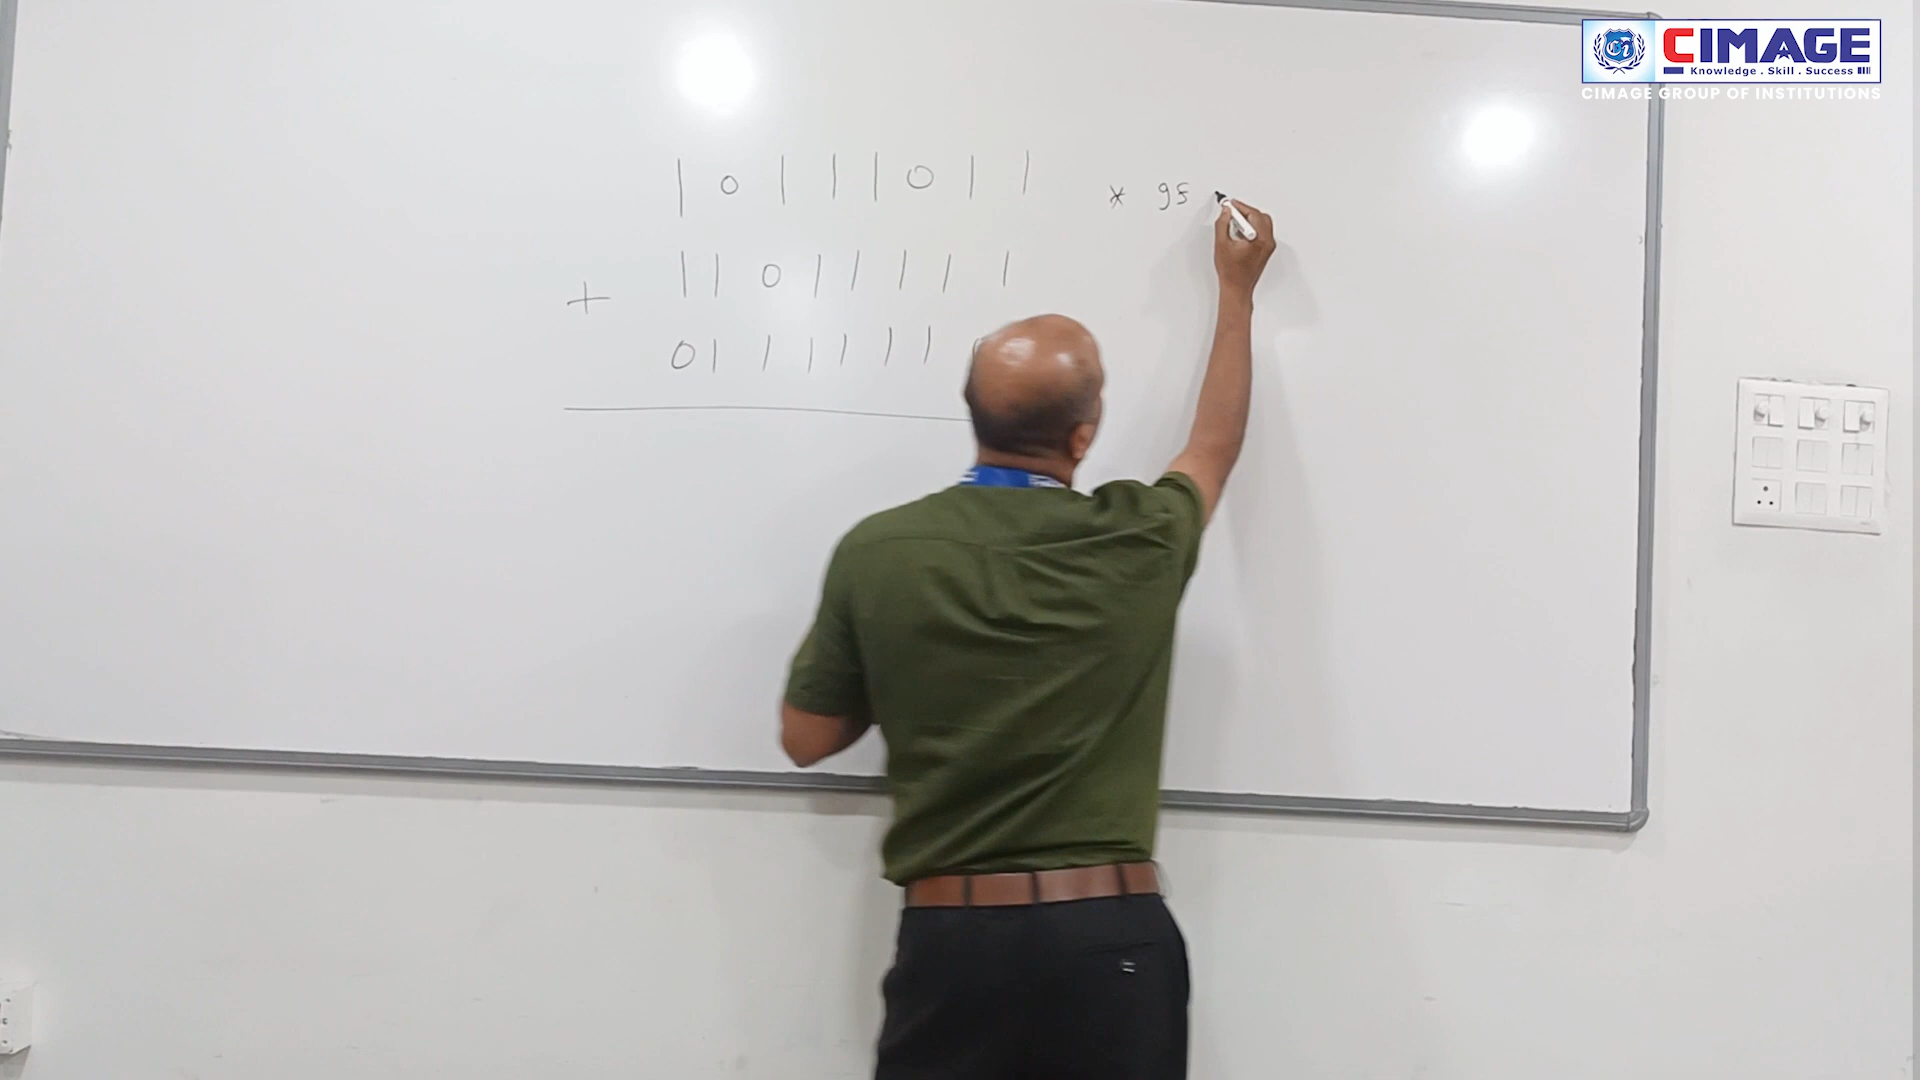 CIMAGE
Knowledge . Skill . Success
CIMAGE GROUP OF INSTITUTIONS
1 0 1 1 1 0 1 1 * 95
+ 1 1 0 1 1 1 1 1
0 1 1 1 1 1 1